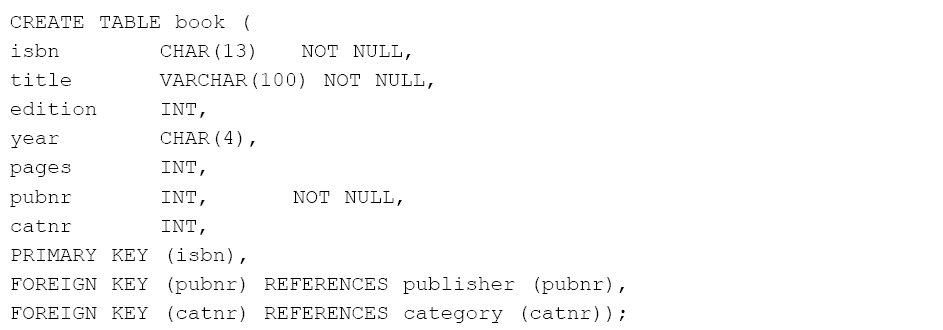 CREATE TABLE book (
isbn CHAR(13) NOT NULL,
title VARCHAR(100) NOT NULL,
edition INT,
year CHAR(4),
pages INT,
pubnr INT, NOT NULL,
catnr INT,
PRIMARY KEY (isbn),
FOREIGN KEY (pubnr) REFERENCES publisher (pubnr),
FOREIGN KEY (catnr) REFERENCES category (catnr));